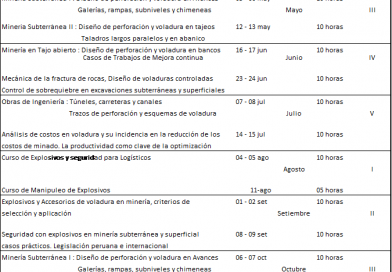 Galerías, rampas, subniveles y chimeneas Mayo III
Minería Subterránea II : Diseño de perforación y voladura en tajeos 12 - 13 may 10 horas
Taladros largos paralelos y en abanico
Minería en Tajo abierto : Diseño de perforación y voladura en bancos 16 - 17 jun 10 horas
Casos de Trabajos de Mejora continua Junio IV
Mecánica de la fractura de rocas, Diseño de voladuras controladas 23 - 24 jun 10 horas
Control de sobrequiebre en excavaciones subterráneas y superficiales
Obras de Ingeniería : Túneles, carreteras y canales 07 - 08 jul 10 horas
Trazos de perforación y esquemas de voladura Julio V
Análisis de costos en voladura y su incidencia en la reducción de los 14 - 15 jul 10 horas
costos de minado. La productividad como clave de la optimización
Curso de Explosivos y seguridad para Logísticos 04 - 05 ago 10 horas
Agosto I
Curso de Manipuleo de Explosivos 11-ago 05 horas
Explosivos y Accesorios de voladura en minería, criterios de 01 - 02 set 10 horas
selección y aplicación Setiembre II
Seguridad con explosivos en minería subterránea y superficial 08 - 09 set 10 horas
casos prácticos. Legislación peruana e internacional
Minería Subterránea I : Diseño de perforación y voladura en Avances 06 - 07 oct 10 horas
Galerías, rampas, subniveles y chimeneas Octubre III